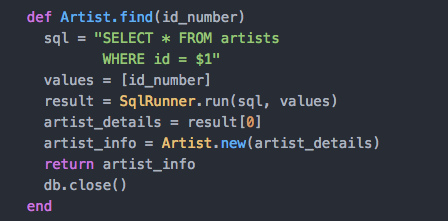 def Artist.find(id_number)
  sql = "SELECT * FROM artists
         WHERE id = $1"
  values = [id_number]
  result = SqlRunner.run(sql, values)
  artist_details = result[0]
  artist_info = Artist.new(artist_details)
  return artist_info
  db.close()
end